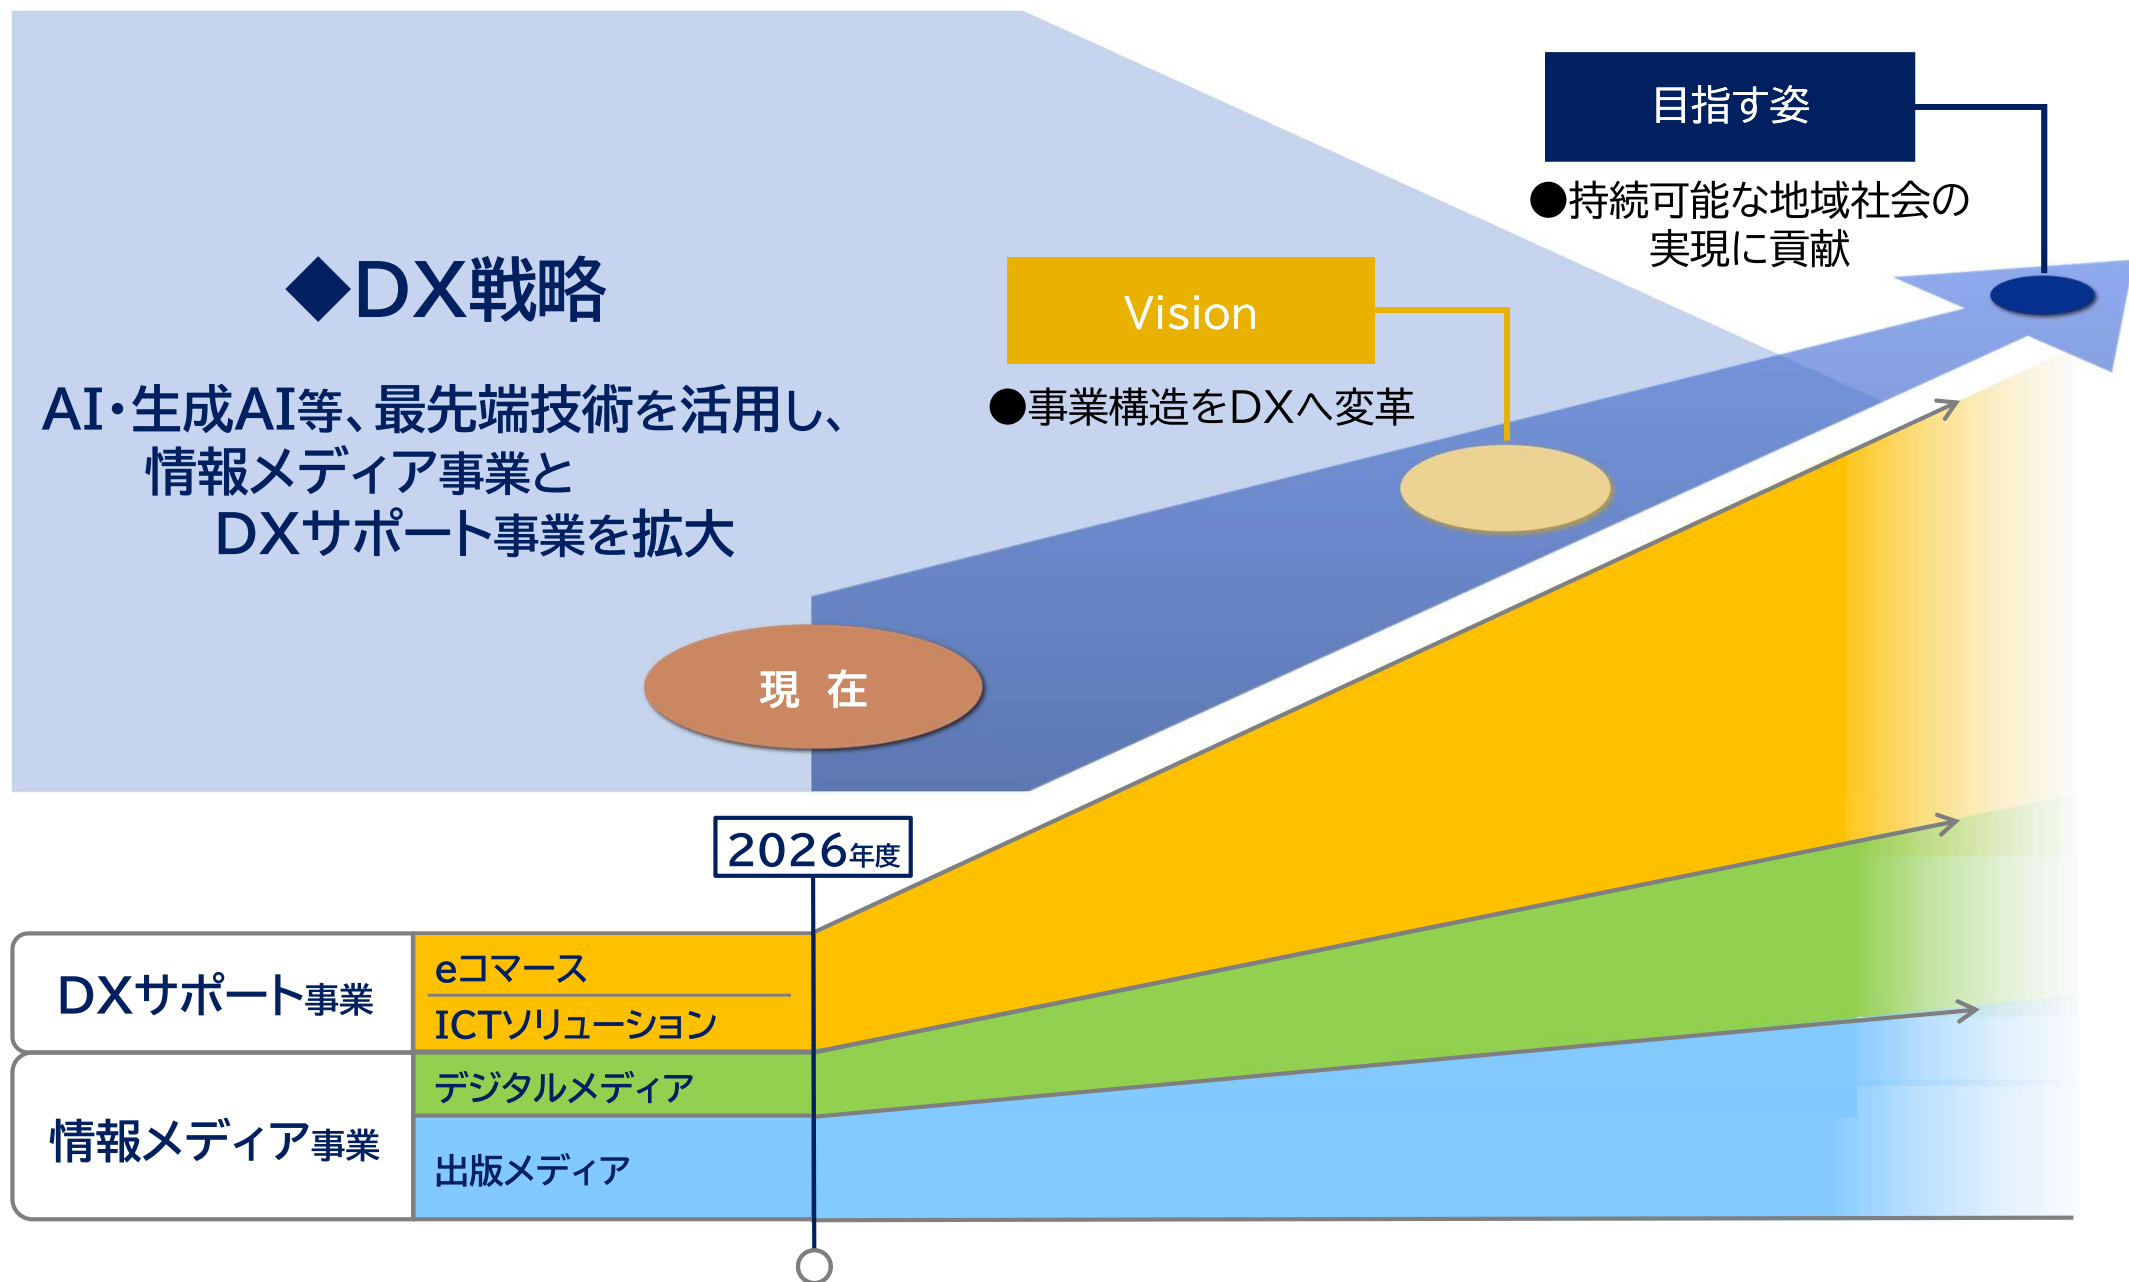 目指す姿
●持続可能な地域社会の
実現に貢献
◆DX戦略
Vision
AI・生成AI等、最先端技術を活用し、
●事業構造をDXへ変革
情報メディア事業と
DXサポート事業を拡大
現 在
2026年度
DXサポート事業
eコマース
ICTソリューション
情報メディア事業
デジタルメディア
出版メディア